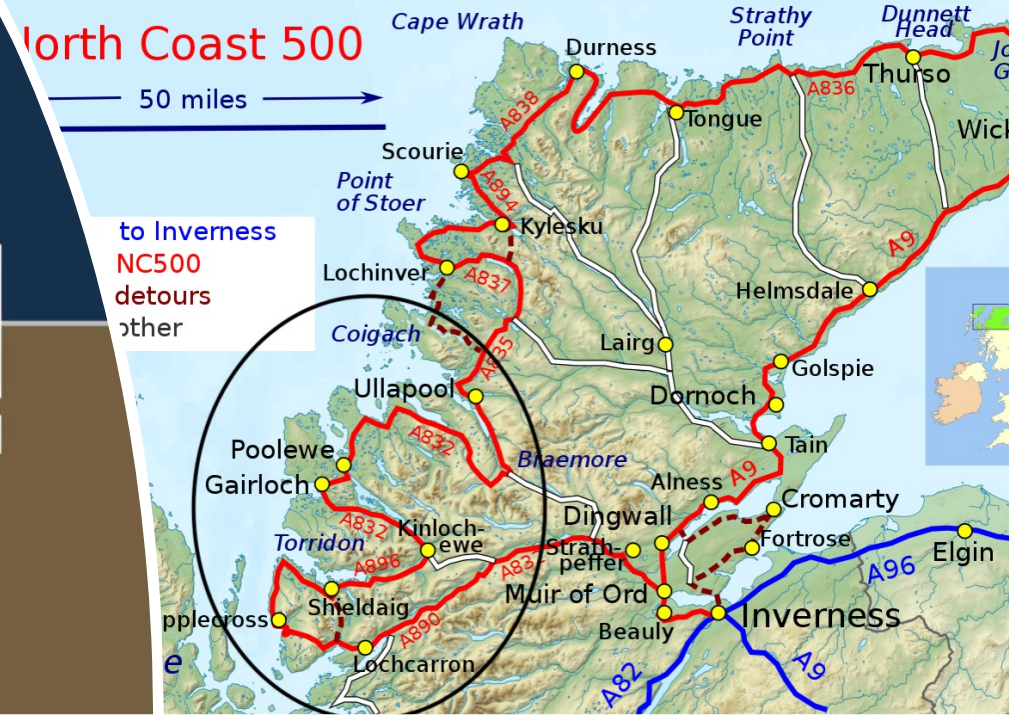 North Coast 500
Cape Wrath
Strathy
Point
Dunnett
Head
Durness
50 miles
Thurso
A836
A838
Tongue
Wick
Scourie
Point
of Stoer
A894
Kylesku
to Inverness
NC500
detours
other
Lochinver
A837
A9
Helmsdale
Coigach
A835
Lairg
Golspie
Ullapool
Dornoch
A832
Tain
Poolewe
Braemore
Gairloch
Alness
A9
Cromarty
A832
Kinloch-
ewe
Dingwall
Torridon
Strath-
peffer
Fortrose
Elgin
A896
A83
A96
Shieldaig
Muir of Ord
pplecross
A890
Beauly
Inverness
Lochcarron
A82
A9